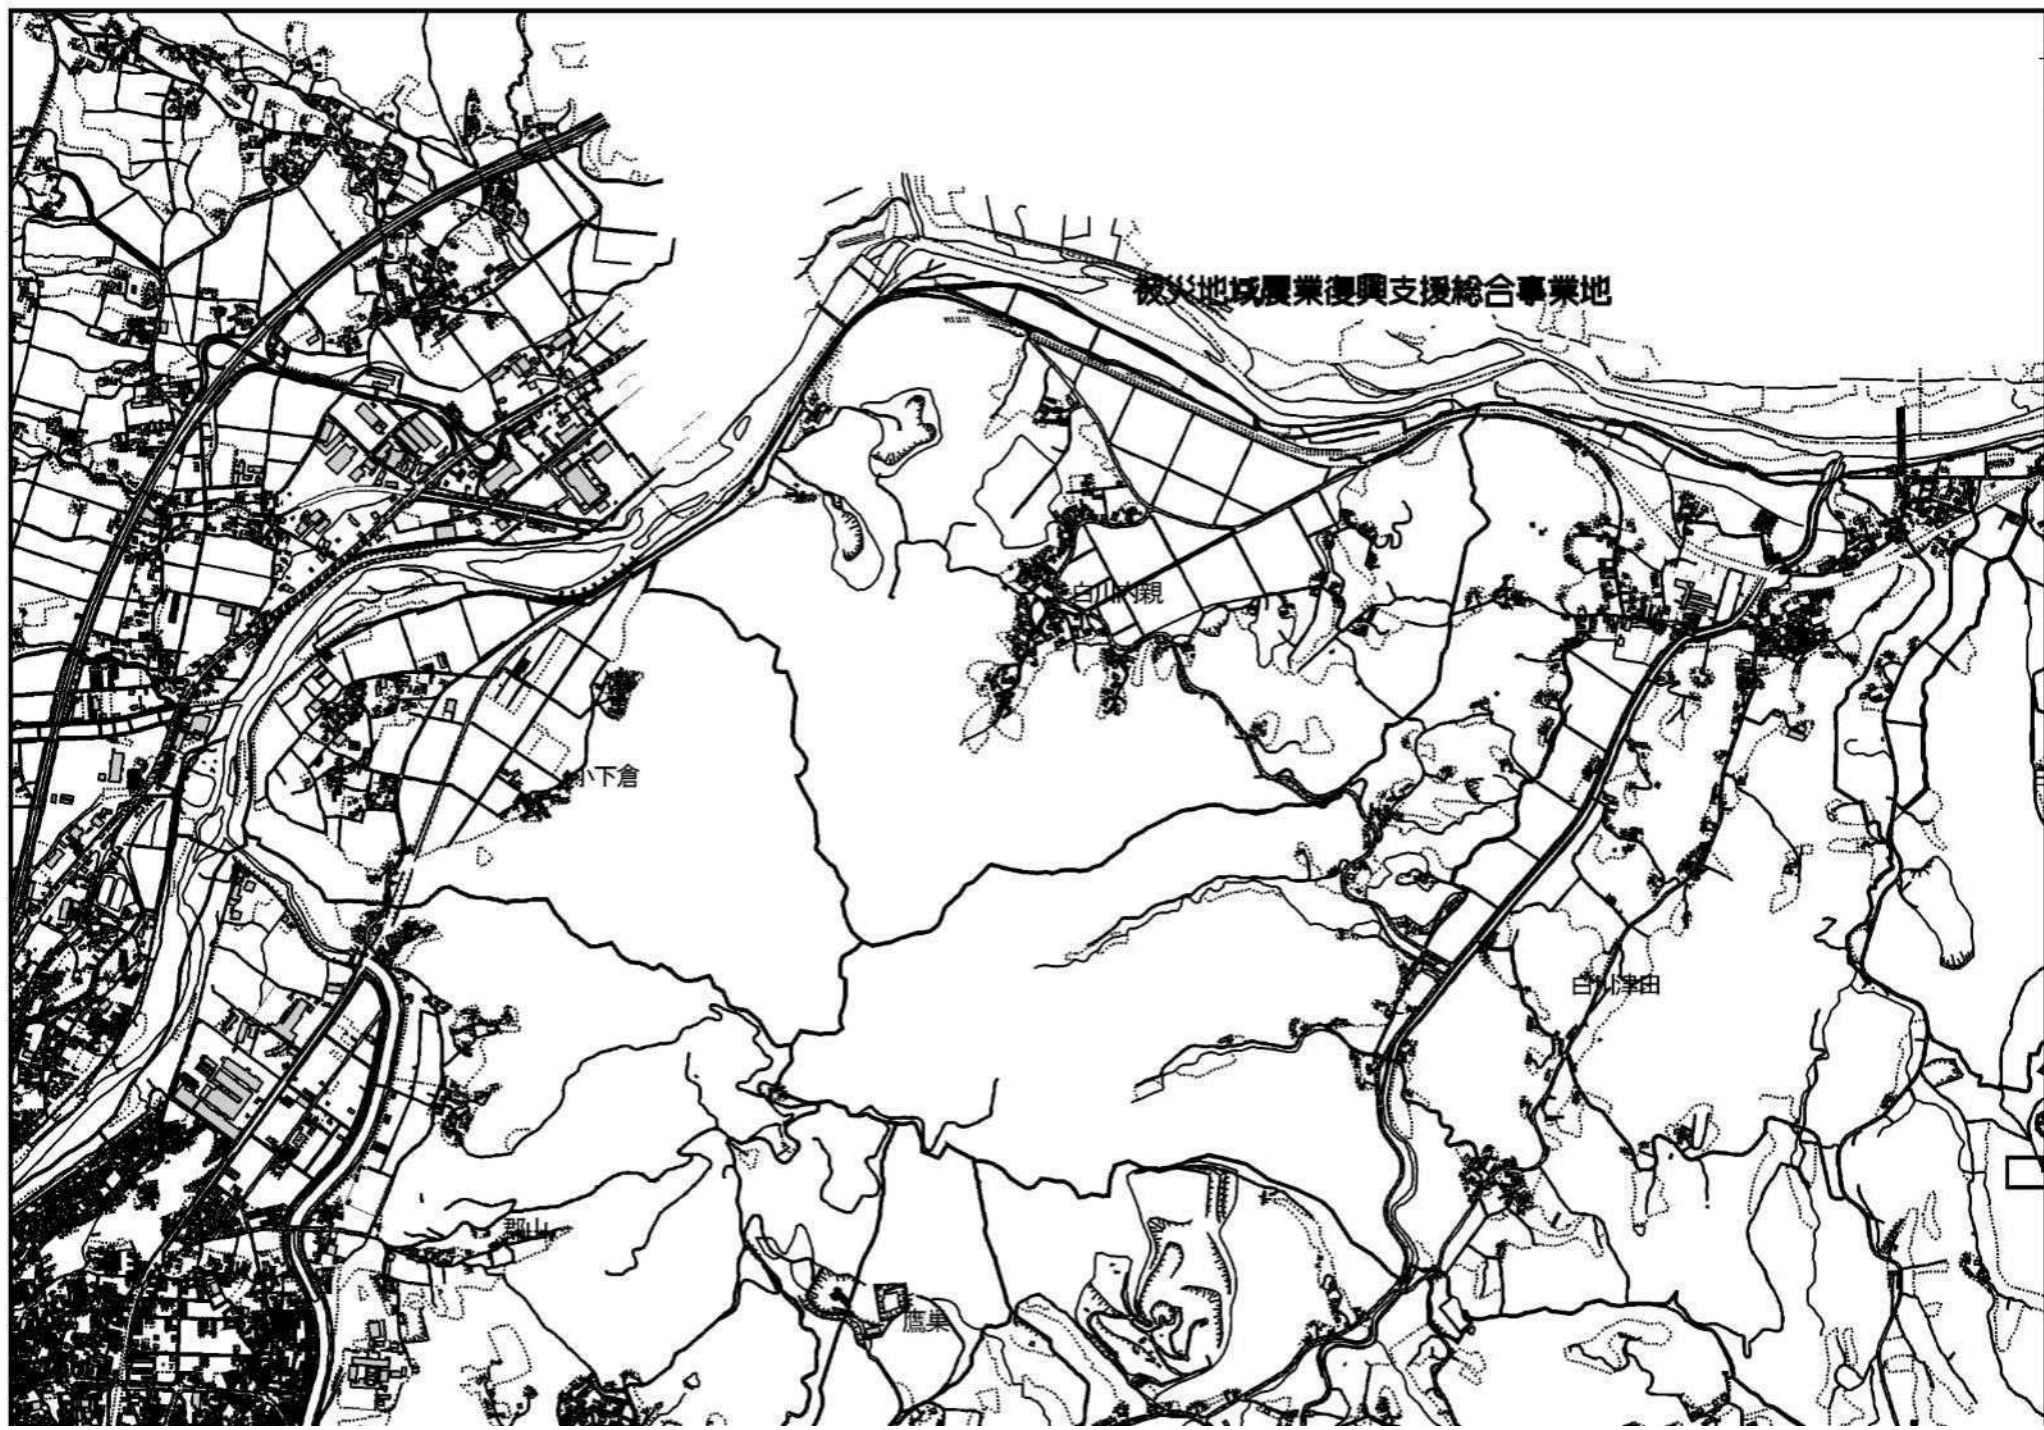 被災地域農業復興支援総合事業地
白川内親
小下倉
白川津田
郡山
鷹巣